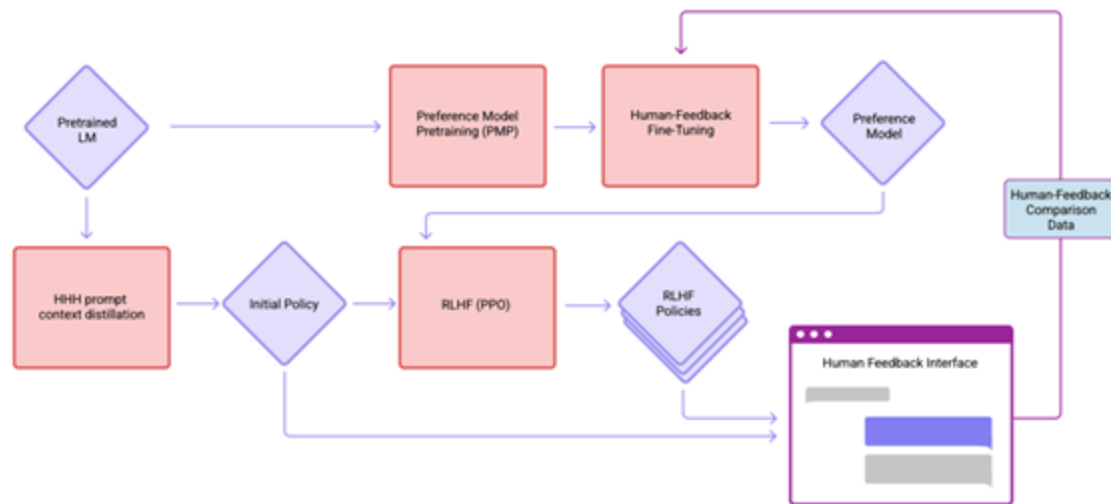 Pretrained
LM
Preference Model
Pretraining (PMP)
Human-Feedback
Fine-Tuning
Preference
Model
Human-Feedback
Comparison
Data
HHH prompt
context distillation
Initial Policy
RLHF (PPO)
RLHF
Policies
Human Feedback Interface